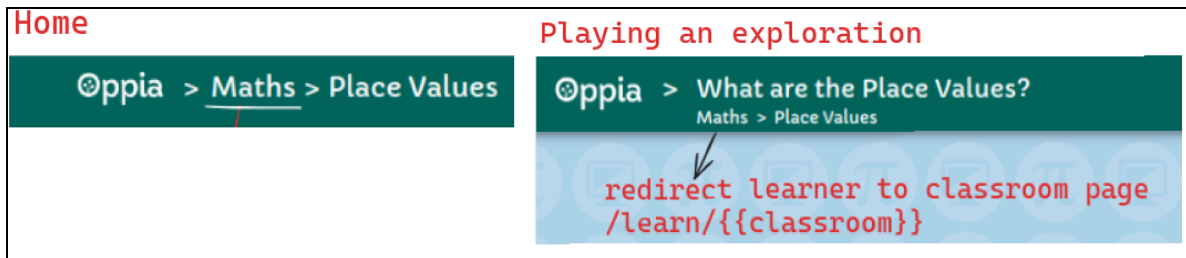 Home
Oppia > Maths > Place Values
Playing an exploration
Oppia > What are the Place Values?
Maths > Place Values
redirect learner to classroom page
/learn/{{classroom}}